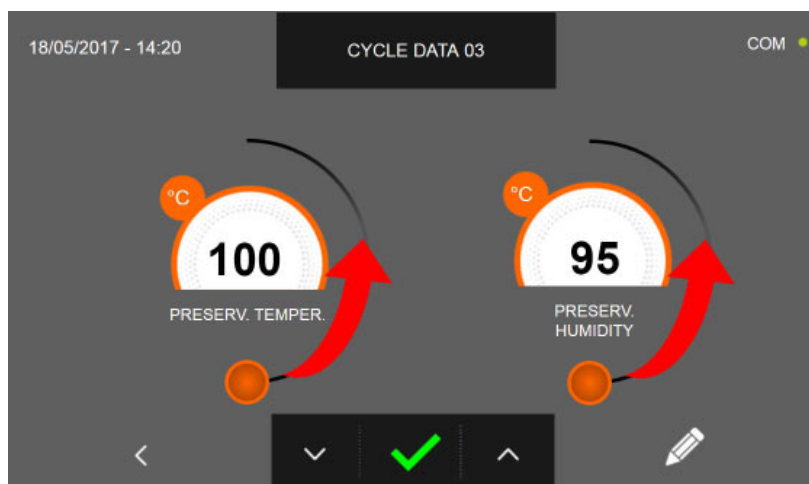 18/05/2017 - 14:20
CYCLE DATA 03
COM
°C
°C
100
95
PRESERV. TEMPER.
PRESERV.
HUMIDITY